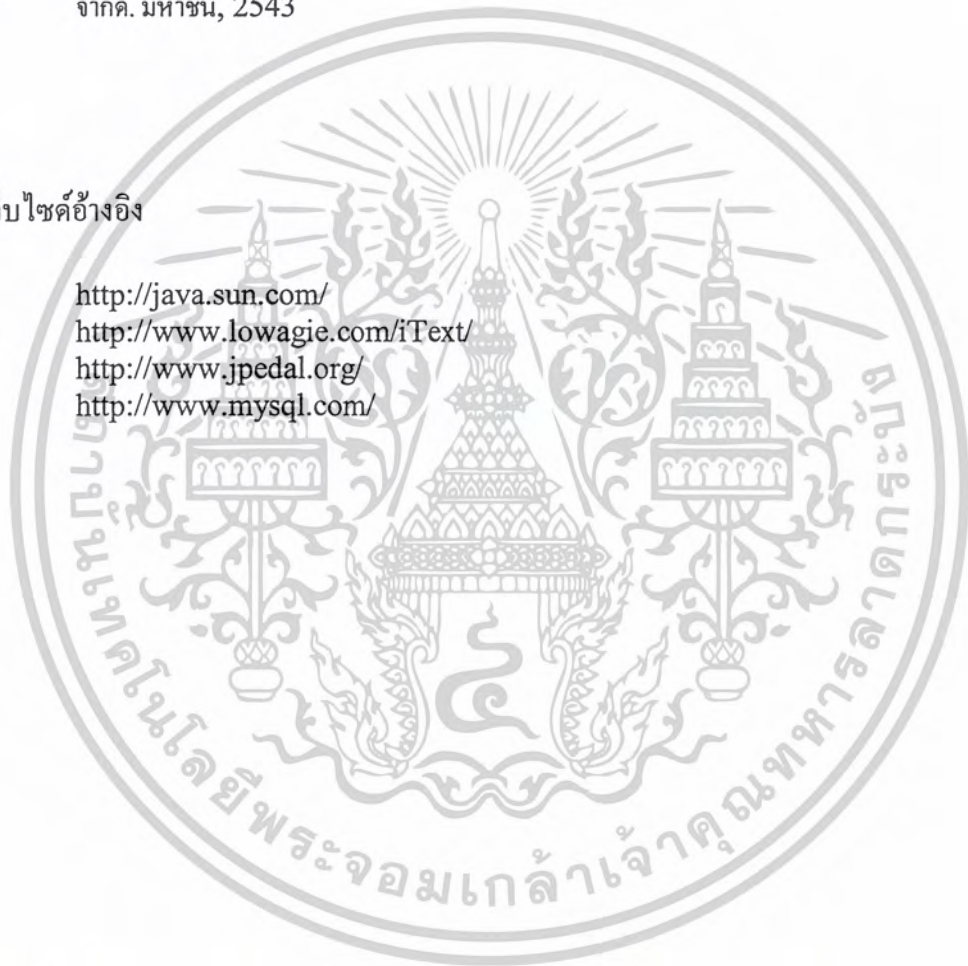 จำกัด. มหาชน, 2543
บไซด์อ้างอิง
http://java.sun.com/
http://www.lowagie.com/iText/
http://www.jpedal.org/
http://www.mysql.com/
สถาบันเทคโนโลยีพระจอมเกล้าเจ้าคุณทหารลาดกระบัง